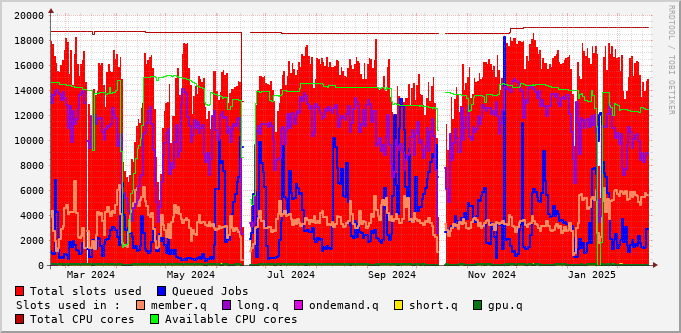 20000
18000
16000
14000
12000
10000
8000
6000
4000
2000
0
Mar 2024 May 2024 Jul 2024 Sep 2024 Nov 2024 Jan 2025
Total slots used Queued Jobs
Slots used in : member.q long.q ondemand.q short.q gpu.q
Total CPU cores Available CPU cores
RRDTOOL / TOBI OETIKER